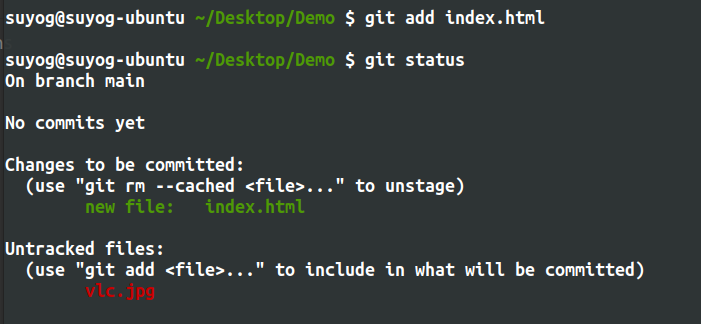 suyog@suyog-ubuntu ~/Desktop/Demo $ git add index.html
suyog@suyog-ubuntu ~/Desktop/Demo $ git status
On branch main
No commits yet
Changes to be committed:
(use "git rm --cached <file>..." to unstage)
new file: index.html
Untracked files:
(use "git add <file>..." to include in what will be committed)
vlc.jpg